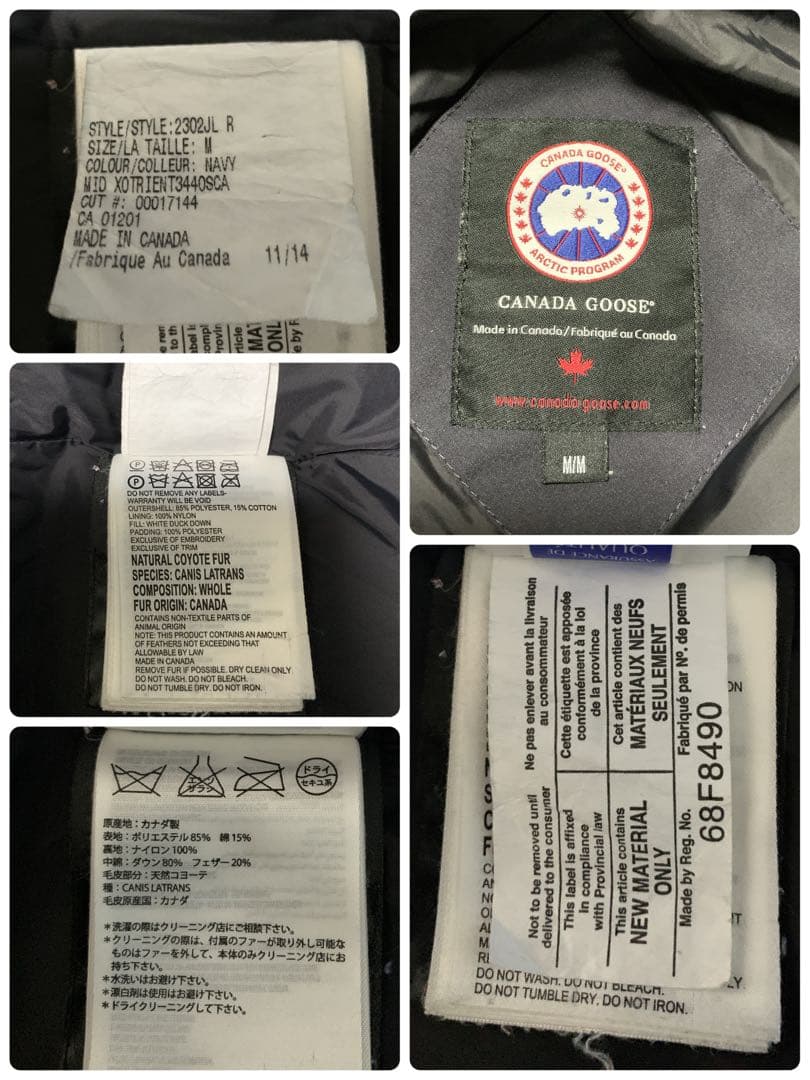 STYLE/STYLE:2302JL R
SIZE/LA TAILLE: M
COLOUR/COLLEUR: NAVY
MID XOTRIENT3440SCA
CUT #: 00017144
CA 01201
MADE IN CANADA
/Fabrique Au Canada 11/14
CANADA GOOSE®
ARCTIC PROGRAM
CANADA GOOSE®
Made in Canada/Fabriqué au Canada
www.canada-goose.com
M/M
DO NOT REMOVE ANY LABELS-
WARRANTY WILL BE VOID
OUTERSHELL: 85% POLYESTER, 15% COTTON
LINING: 100% NYLON
FILL: WHITE DUCK DOWN
PADDING: 100% POLYESTER
EXCLUSIVE OF EMBROIDERY
EXCLUSIVE OF TRIM
NATURAL COYOTE FUR
SPECIES: CANIS LATRANS
COMPOSITION: WHOLE
FUR ORIGIN: CANADA
CONTAINS NON-TEXTILE PARTS OF
ANIMAL ORIGIN
NOTE: THIS PRODUCT CONTAINS AN AMOUNT
OF FEATHERS NOT EXCEEDING THAT
ALLOWABLE BY LAW
MADE IN CANADA
REMOVE FUR IF POSSIBLE. DRY CLEAN ONLY
DO NOT WASH. DO NOT BLEACH.
DO NOT TUMBLE DRY. DO NOT IRON.
ASSURANCE DE
QUALITÉ
Ne pas enlever avant la livraison
au consommateur
Cette étiquette est apposée
conformément à la loi
de la province
Cet article contient des
MATÉRIAUX NEUFS
SEULEMENT
Fabriqué par Nº. de permis
68F8490
Not to be removed until
delivered to the consumer
This label is affixed
in compliance
with Provincial law
This article contains
NEW MATERIAL
ONLY
Made by Reg. No.
DO NOT WASH. DO NOT BLEACH.
DO NOT TUMBLE DRY. DO NOT IRON.
エンソ
サラシ
ドライ
セキユ系
原産地：カナダ製
表地：ポリエステル85% 綿15%
裏地：ナイロン100%
中綿：ダウン80% フェザー20%
毛皮部分：天然コヨーテ
種：CANIS LATRANS
毛皮原産国：カナダ
＊洗濯の際はクリーニング店にご相談下さい。
＊クリーニングの際は、付属のファーが取り外し可能な
ものはファーを外して、本体のみクリーニング店にお
持ち下さい。
＊水洗いはお避け下さい。
＊漂白剤は使用はお避け下さい。
＊ドライクリーニングして下さい。